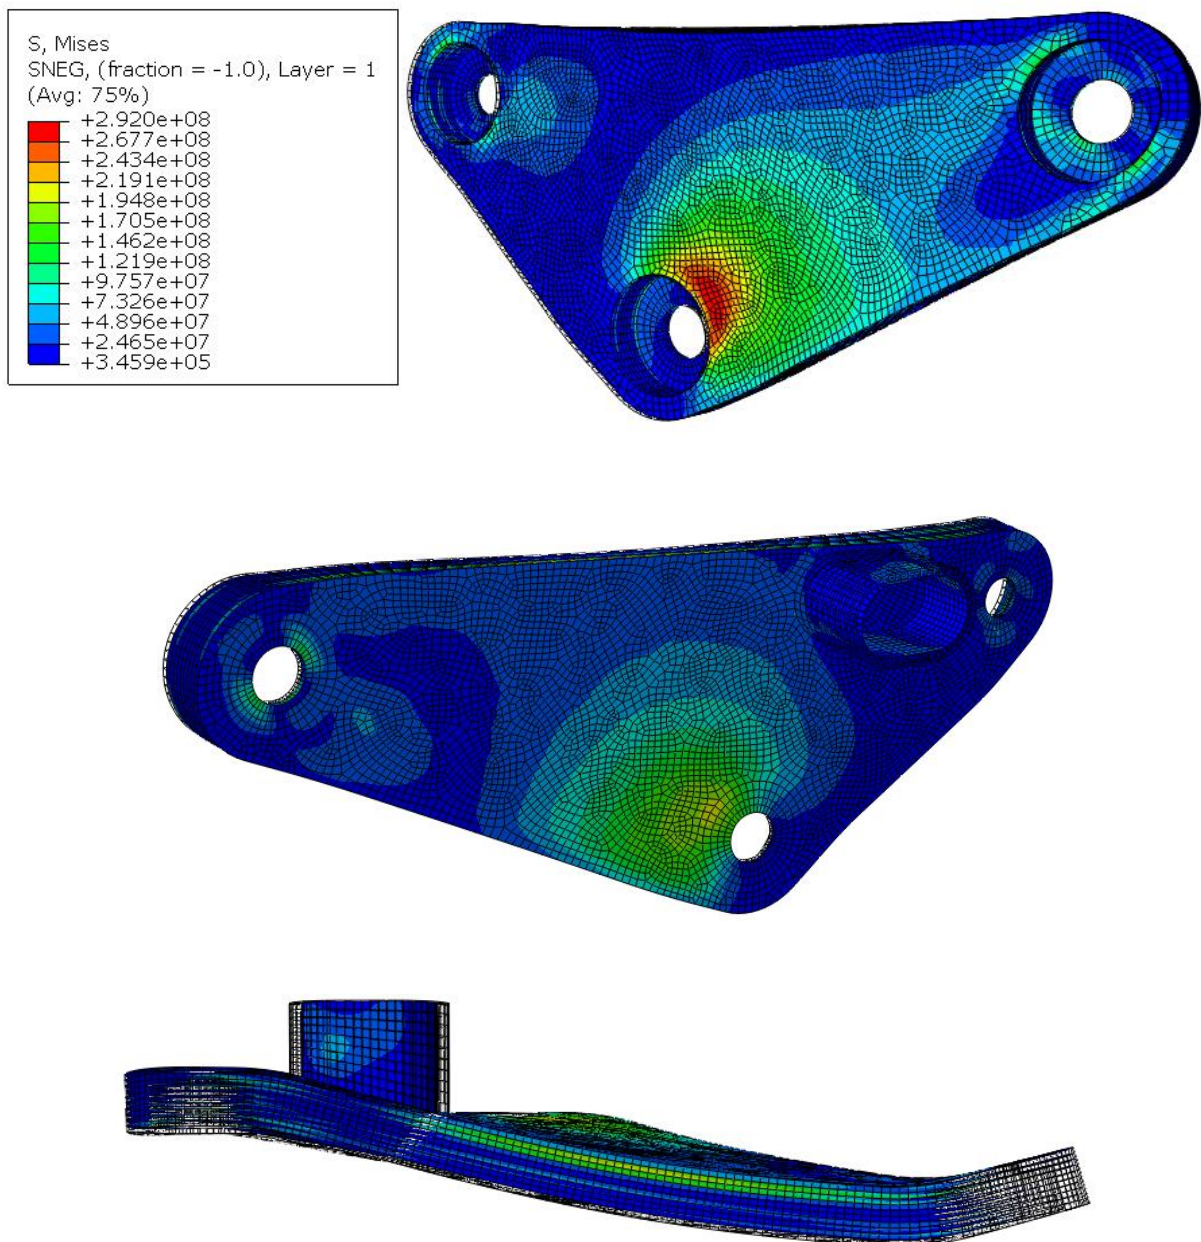 S, Mises
SNEG, (fraction = -1.0), Layer = 1
(Avg: 75%)
+2.920e+08
+2.677e+08
+2.434e+08
+2.191e+08
+1.948e+08
+1.705e+08
+1.462e+08
+1.219e+08
+9.757e+07
+7.326e+07
+4.896e+07
+2.465e+07
+3.459e+05